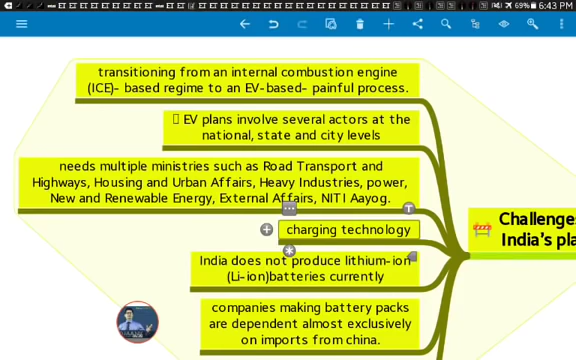 69% 6:43 PM
transitioning from an internal combustion engine
(ICE)- based regime to an EV-based- painful process.
EV plans involve several actors at the
national, state and city levels
needs multiple ministries such as Road Transport and
Highways, Housing and Urban Affairs, Heavy Industries, power,
New and Renewable Energy, External Affairs, NITI Aayog.
charging technology
India does not produce lithium-ion
(Li-ion)batteries currently
companies making battery packs
are dependent almost exclusively
on imports from china.
Challenges
India's pla